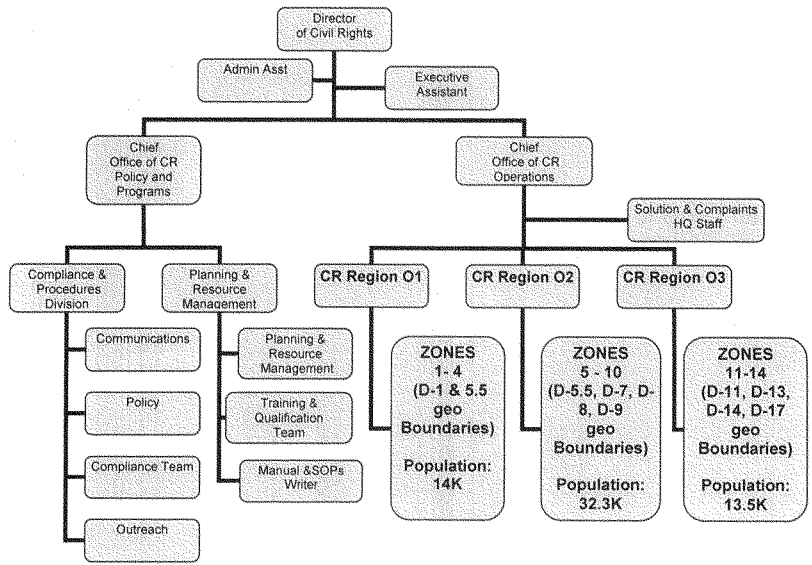 Director
of Civil Rights
Admin Asst
Executive
Assistant
Chief
Office of CR
Policy and
Programs
Chief
Office of CR
Operations
Solution & Complaints
HQ Staff
Compliance &
Procedures
Division
Planning &
Resource
Management
CR Region O1
CR Region O2
CR Region O3
Communications
Policy
Compliance Team
Outreach
Planning &
Resource
Management
Training &
Qualification
Team
Manual &SOPs
Writer
ZONES
1- 4
(D-1 & 5.5
geo
Boundaries)
Population:
14K
ZONES
5 - 10
(D-5.5, D-7, D-
8, D-9
geo
Boundaries)
Population:
32.3K
ZONES
11-14
(D-11, D-13,
D-14, D-17
geo
Boundaries)
Population:
13.5K